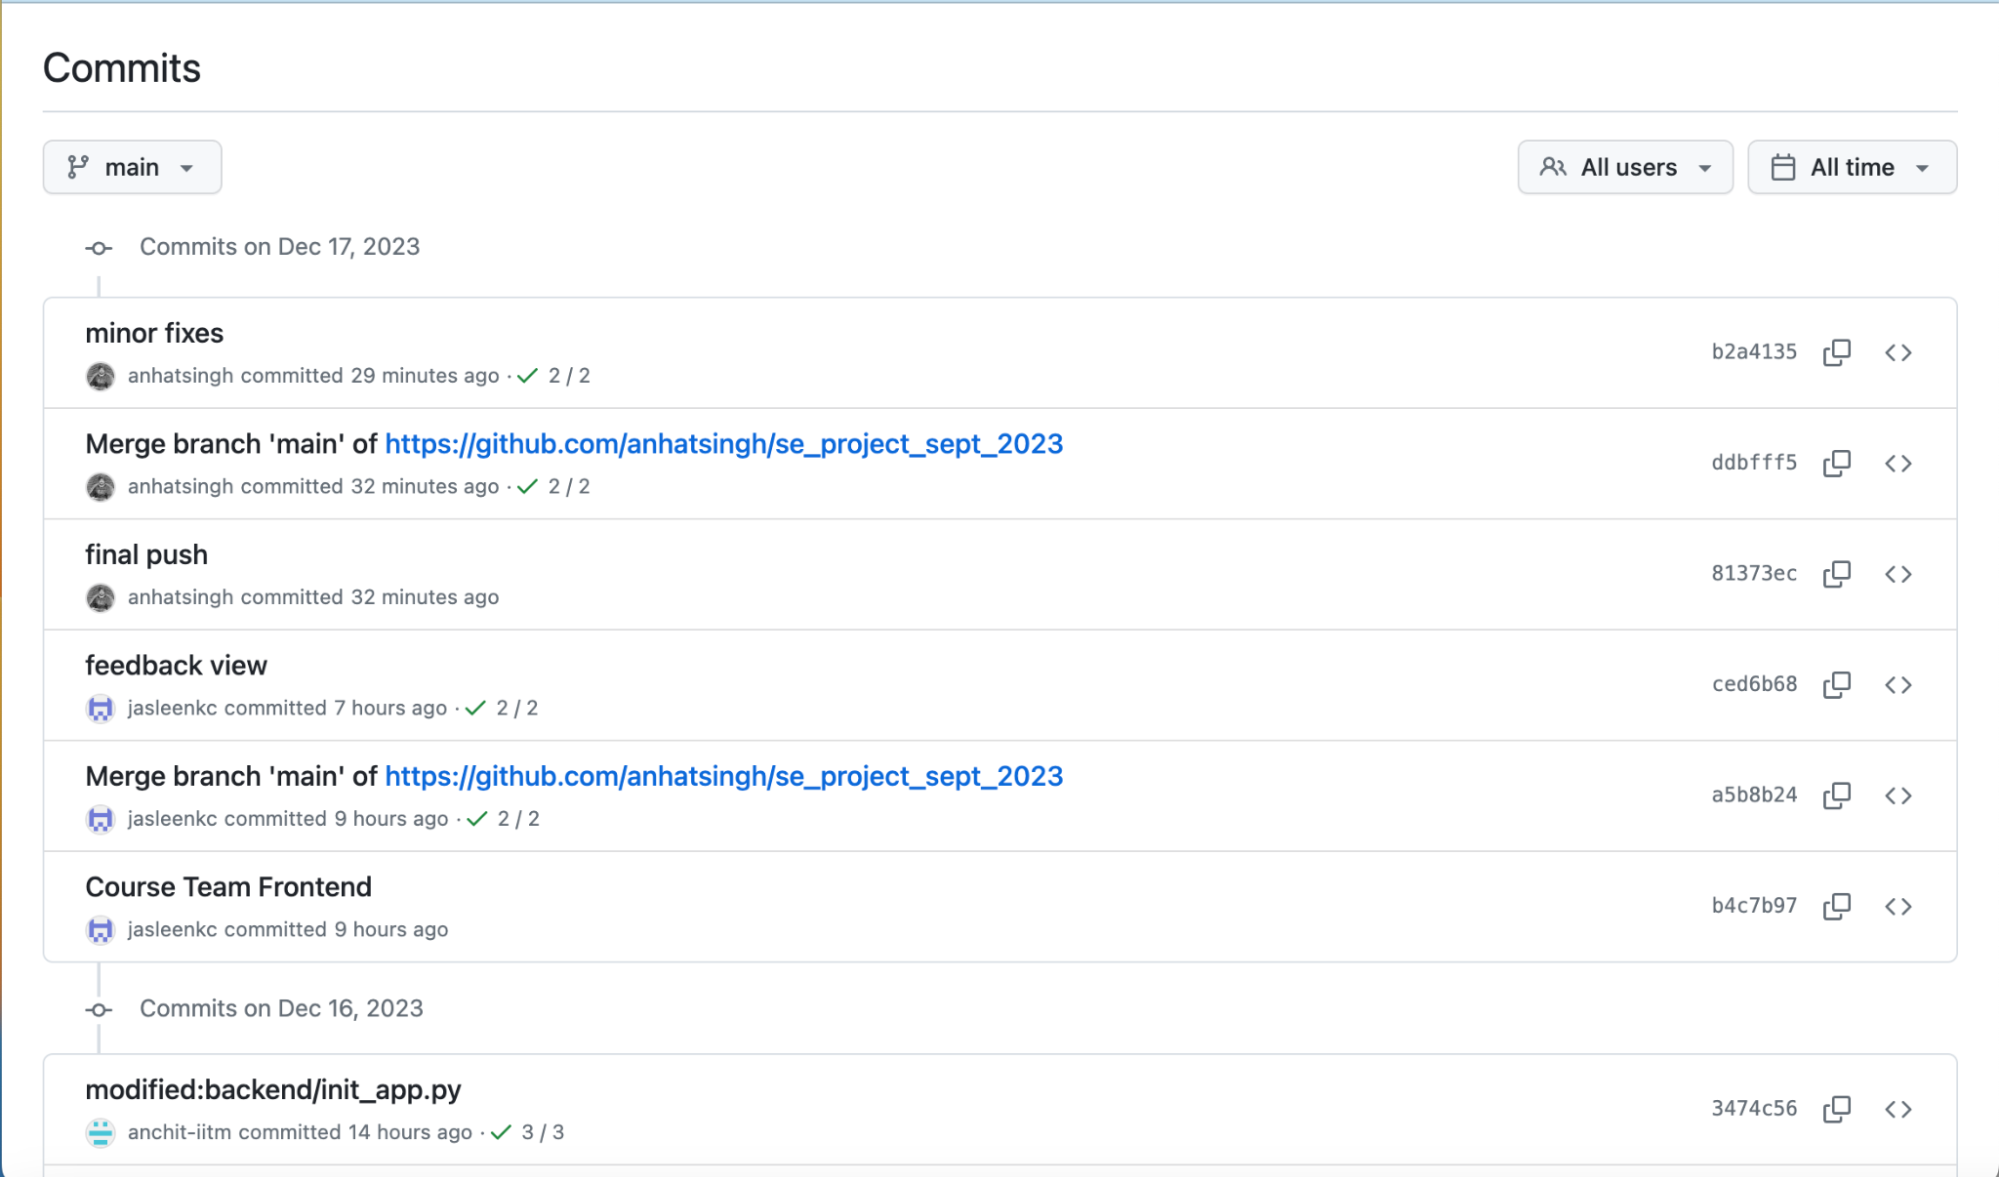 Commits
main
All users
All time
Commits on Dec 17, 2023
minor fixes
b2a4135
anhatsingh committed 29 minutes ago · ✓ 2 / 2
Merge branch 'main' of https://github.com/anhatsingh/se_project_sept_2023
ddbfff5
anhatsingh committed 32 minutes ago · ✓ 2 / 2
final push
81373ec
anhatsingh committed 32 minutes ago
feedback view
ced6b68
jasleenkc committed 7 hours ago · ✓ 2 / 2
Merge branch 'main' of https://github.com/anhatsingh/se_project_sept_2023
a5b8b24
jasleenkc committed 9 hours ago · ✓ 2 / 2
Course Team Frontend
b4c7b97
jasleenkc committed 9 hours ago
Commits on Dec 16, 2023
modified:backend/init_app.py
3474c56
anchit-iitm committed 14 hours ago · ✓ 3 / 3